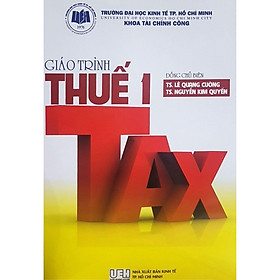 TRƯỜNG ĐẠI HỌC KINH TẾ TP. HỒ CHÍ MINH
UNIVERSITY OF ECONOMICS HO CHI MINH CITY
KHOA TÀI CHÍNH CÔNG
GIÁO TRÌNH
THUẾ 1
ĐỒNG CHỦ BIÊN
TS. LÊ QUANG CƯỜNG
TS. NGUYỄN KIM QUYẾN
TAX
UEH
NHÀ XUẤT BẢN KINH TẾ
TP. HỒ CHÍ MINH